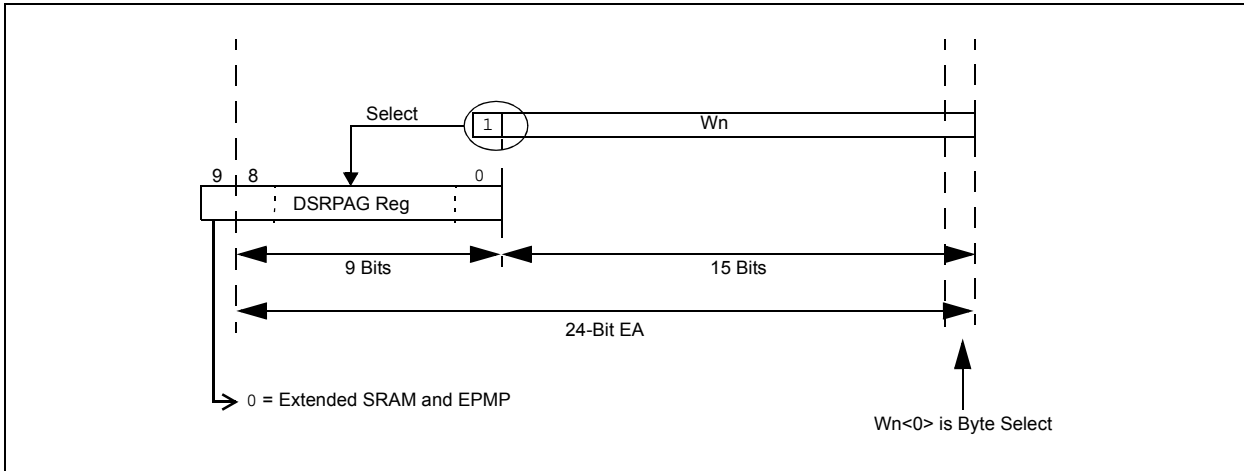 Select
1
Wn
9
8
0
DSRPAG Reg
9 Bits
15 Bits
24-Bit EA
0 = Extended SRAM and EPMP
Wn<0> is Byte Select